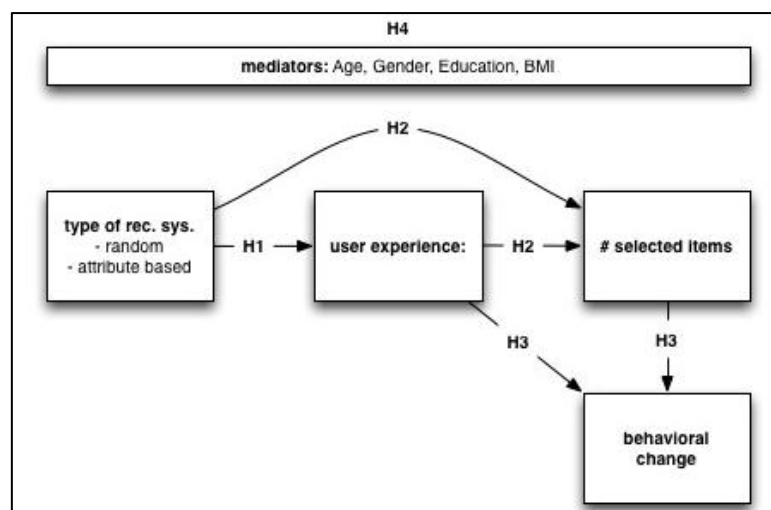 H4
mediators: Age, Gender, Education, BMI
H2
type of rec. sys.
- random
- attribute based
H1
user experience:
H2
# selected items
H3
H3
behavioral
change